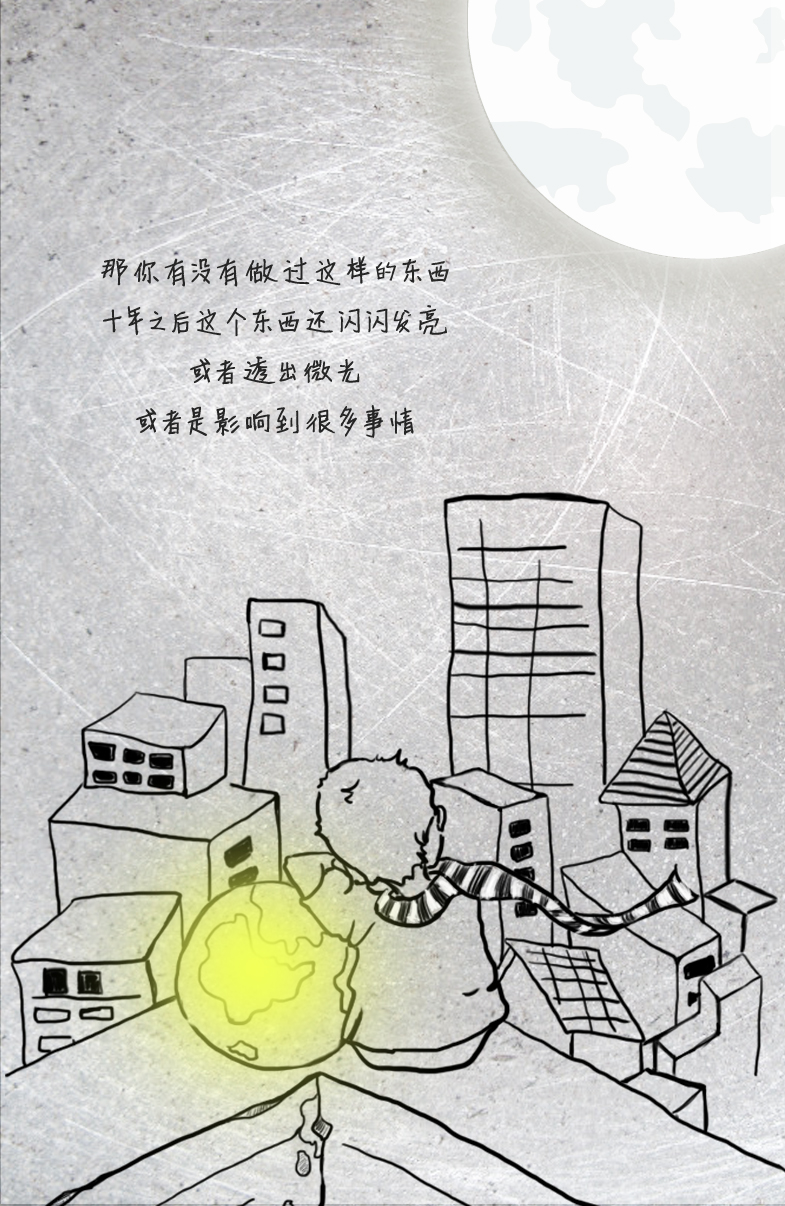 那你有没有做过这样的东西
十年之后这个东西还闪闪发亮
或者透出微光
或者是影响到很多事情